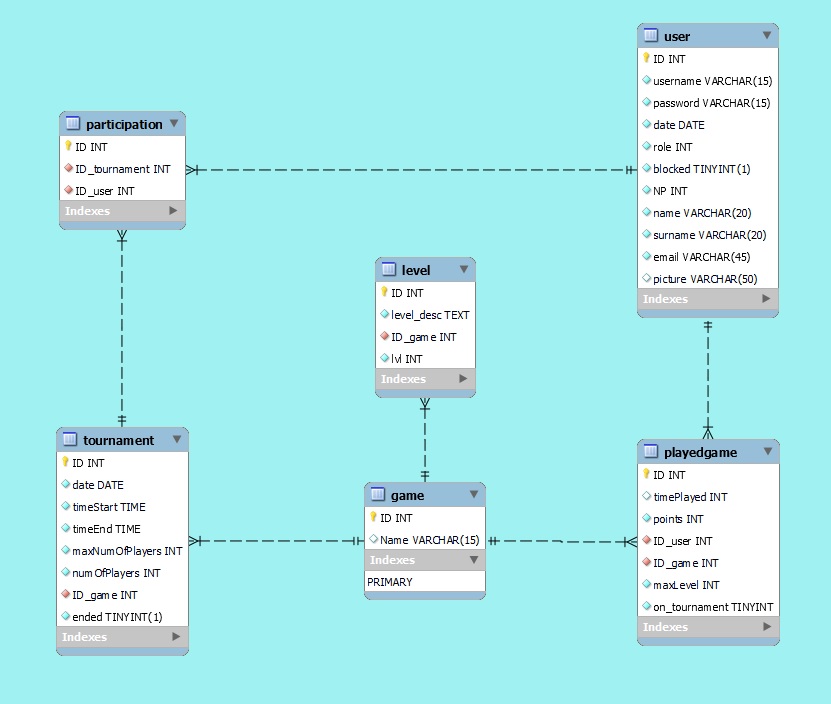 user
ID INT
username VARCHAR(15)
password VARCHAR(15)
date DATE
role INT
blocked TINYINT(1)
NP INT
name VARCHAR(20)
surname VARCHAR(20)
email VARCHAR(45)
picture VARCHAR(50)
Indexes
participation
ID INT
ID_tournament INT
ID_user INT
Indexes
level
ID INT
level_desc TEXT
ID_game INT
lvl INT
Indexes
tournament
ID INT
date DATE
timeStart TIME
timeEnd TIME
maxNumOfPlayers INT
numOfPlayers INT
ID_game INT
ended TINYINT(1)
Indexes
game
ID INT
Name VARCHAR(15)
Indexes
PRIMARY
playedgame
ID INT
timePlayed INT
points INT
ID_user INT
ID_game INT
maxLevel INT
on_tournament TINYINT
Indexes